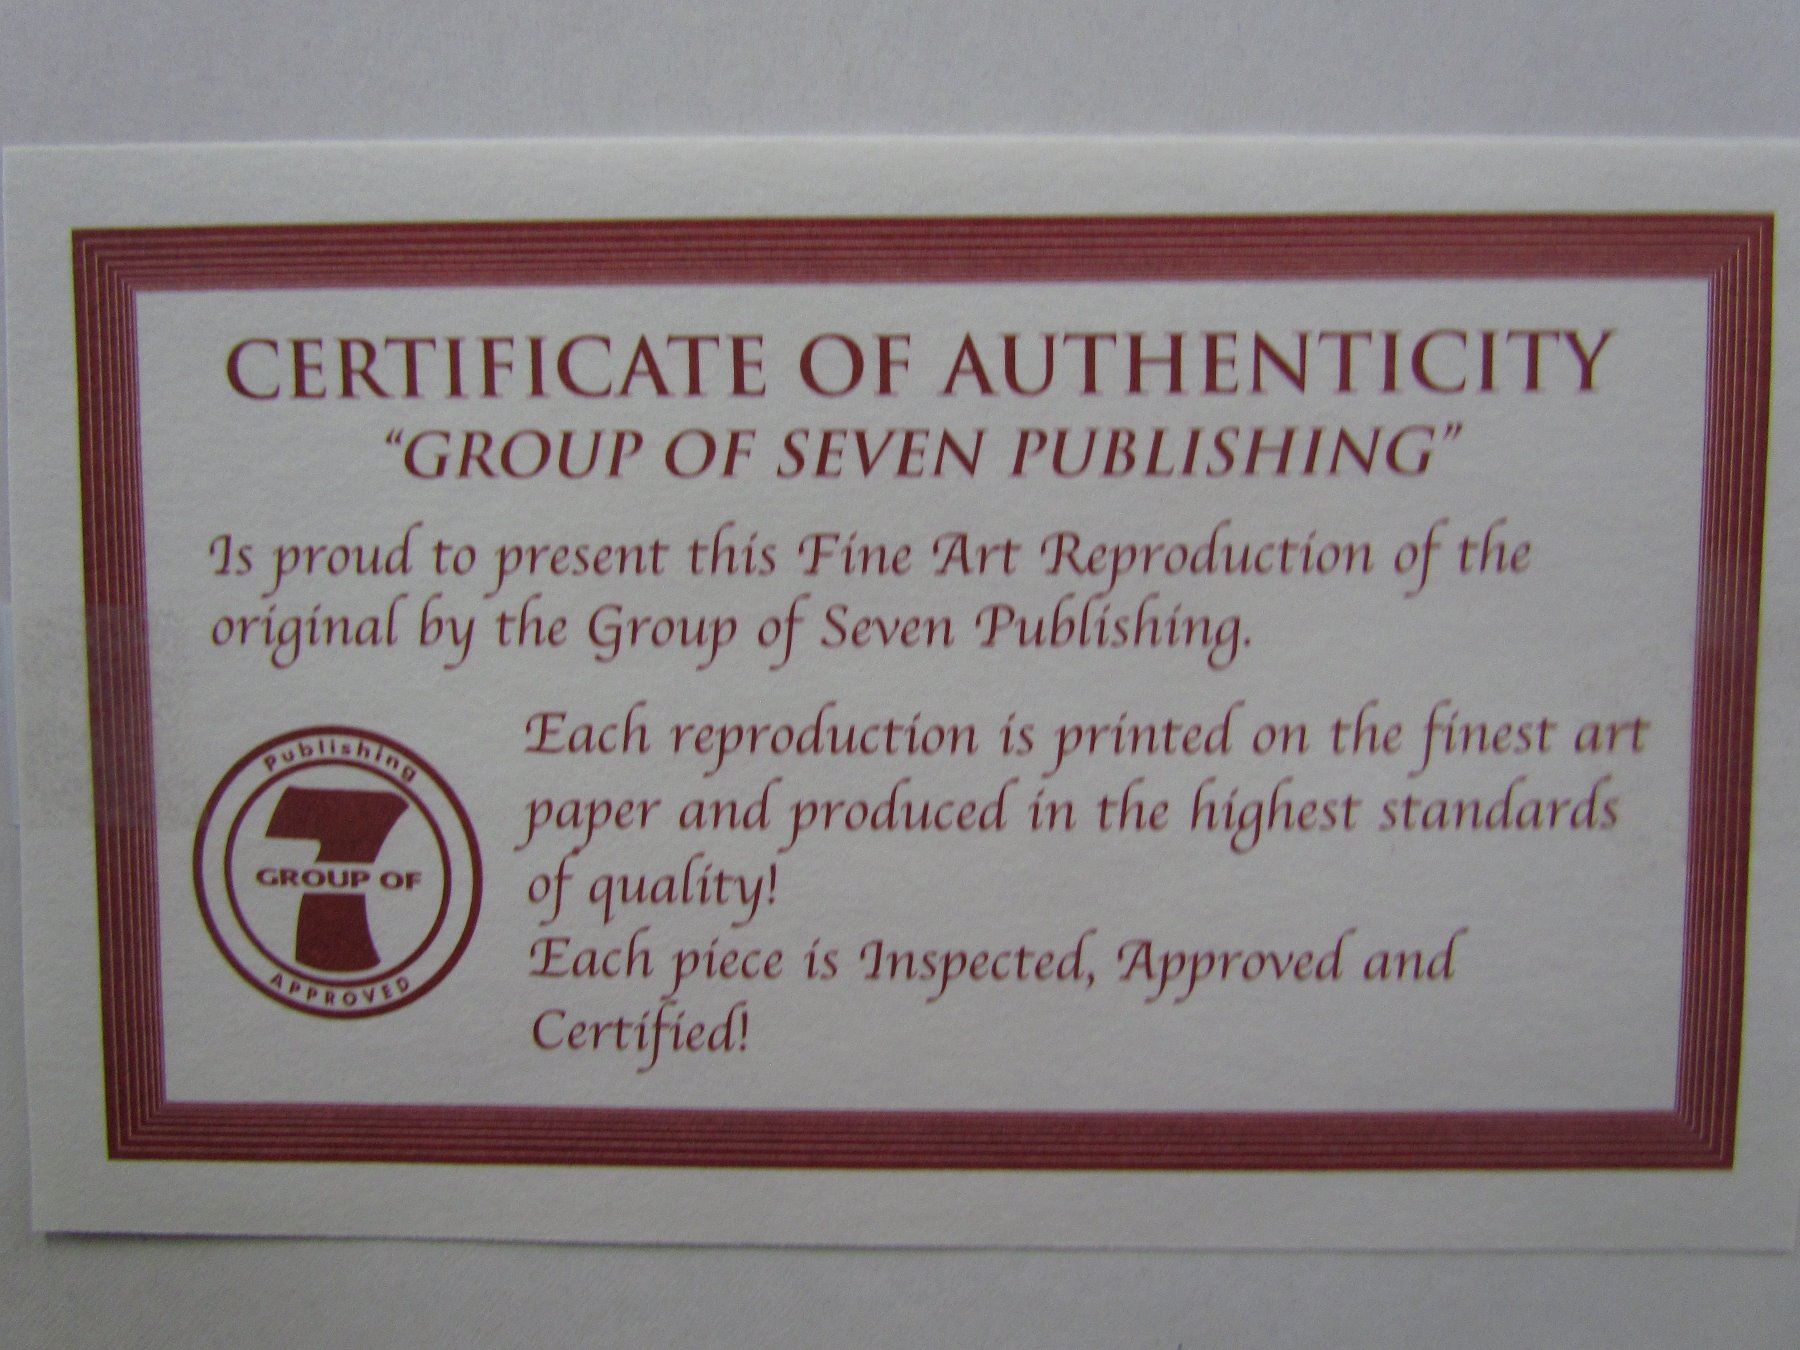 CERTIFICATE OF AUTHENTICITY
"GROUP OF SEVEN PUBLISHING"
Is proud to present this Fine Art Reproduction of the
original by the Group of Seven Publishing.
Each reproduction is printed on the finest art
paper and produced in the highest standards
of quality!
Each piece is Inspected, Approved and
Certified!
Publishing
7
GROUP OF
APPROVED